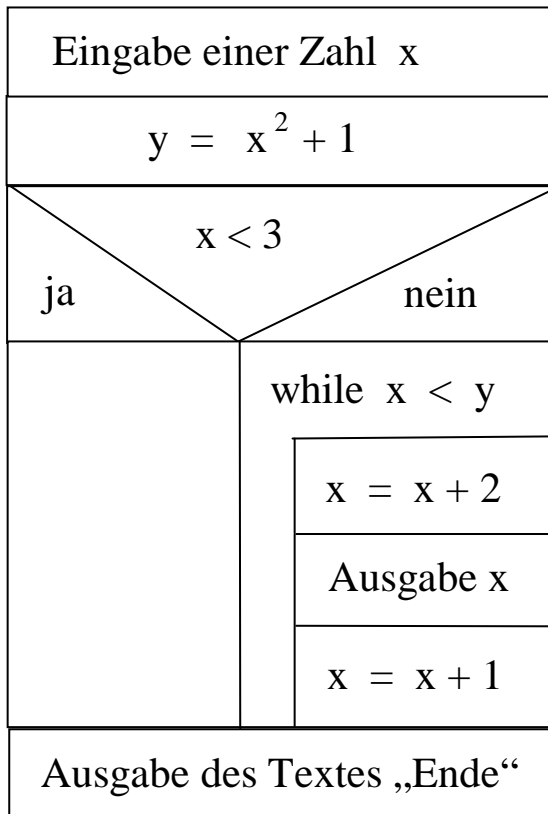 Eingabe einer Zahl x
y = x² + 1
x < 3
ja
nein
while x < y
x = x + 2
Ausgabe x
x = x + 1
Ausgabe des Textes „Ende“